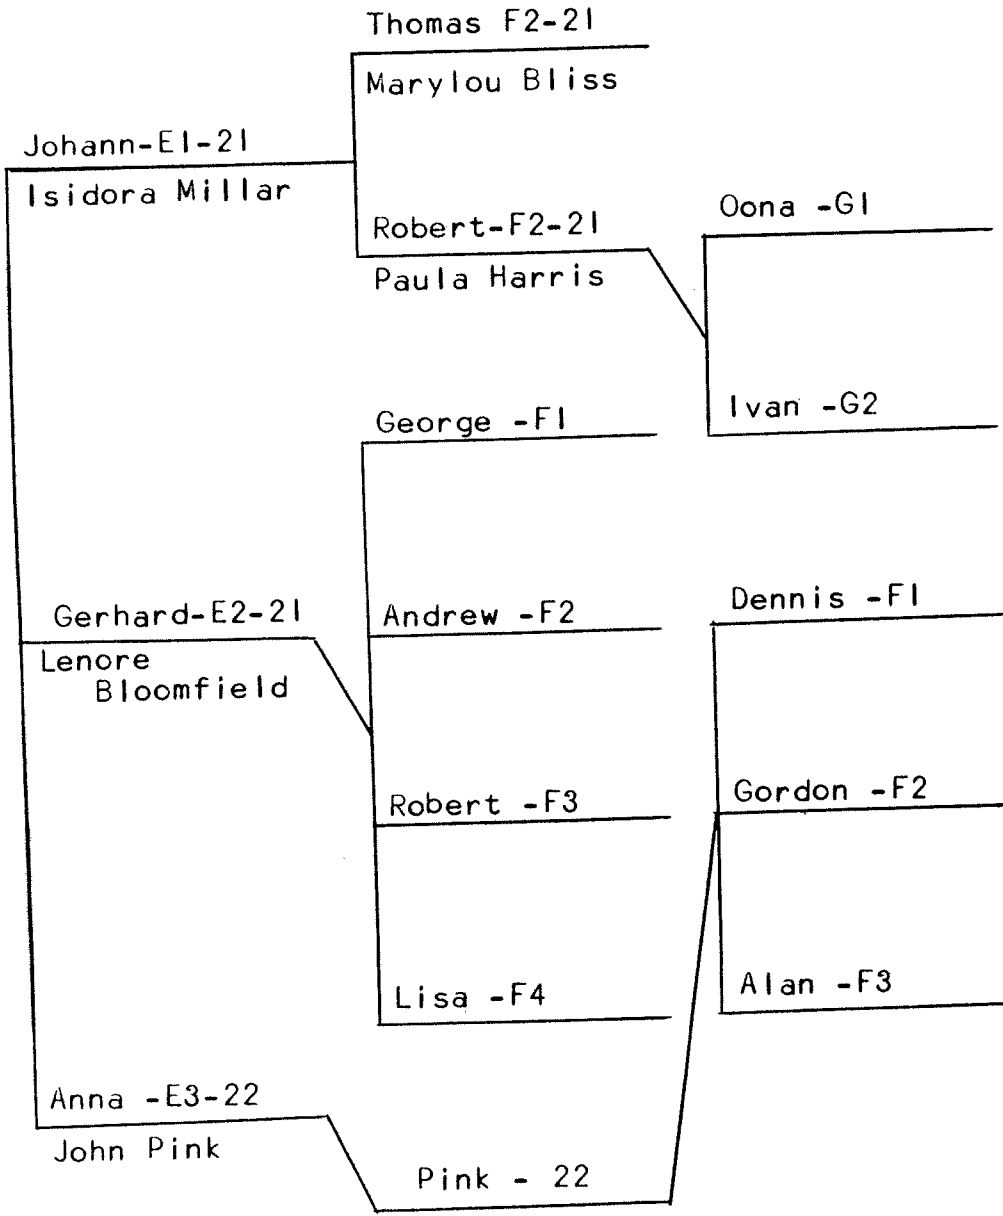 Thomas F2-21
Marylou Bliss
Johann-E1-21
Isidora Millar
Robert-F2-21
Paula Harris
Oona -G1
Ivan -G2
George -F1
Gerhard-E2-21
Lenore
Bloomfield
Andrew -F2
Robert -F3
Lisa -F4
Dennis -F1
Gordon -F2
Alan -F3
Anna -E3-22
John Pink
Pink - 22